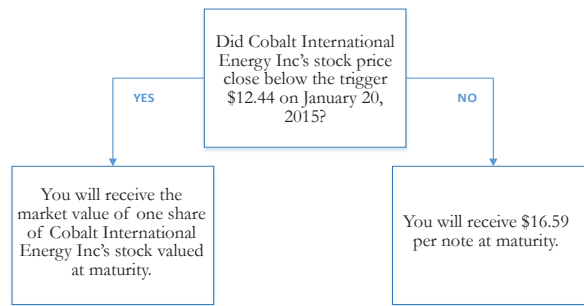 Did Cobalt International
Energy Inc's stock price
close below the trigger
$12.44 on January 20,
2015?
YES
NO
You will receive the
market value of one share
of Cobalt International
Energy Inc's stock valued
at maturity.
You will receive $16.59
per note at maturity.